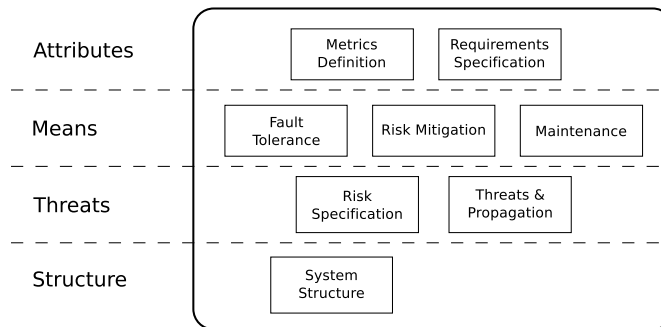 Attributes
Metrics
Definition
Requirements
Specification
Means
Fault
Tolerance
Risk Mitigation
Maintenance
Threats
Risk
Specification
Threats &
Propagation
Structure
System
Structure